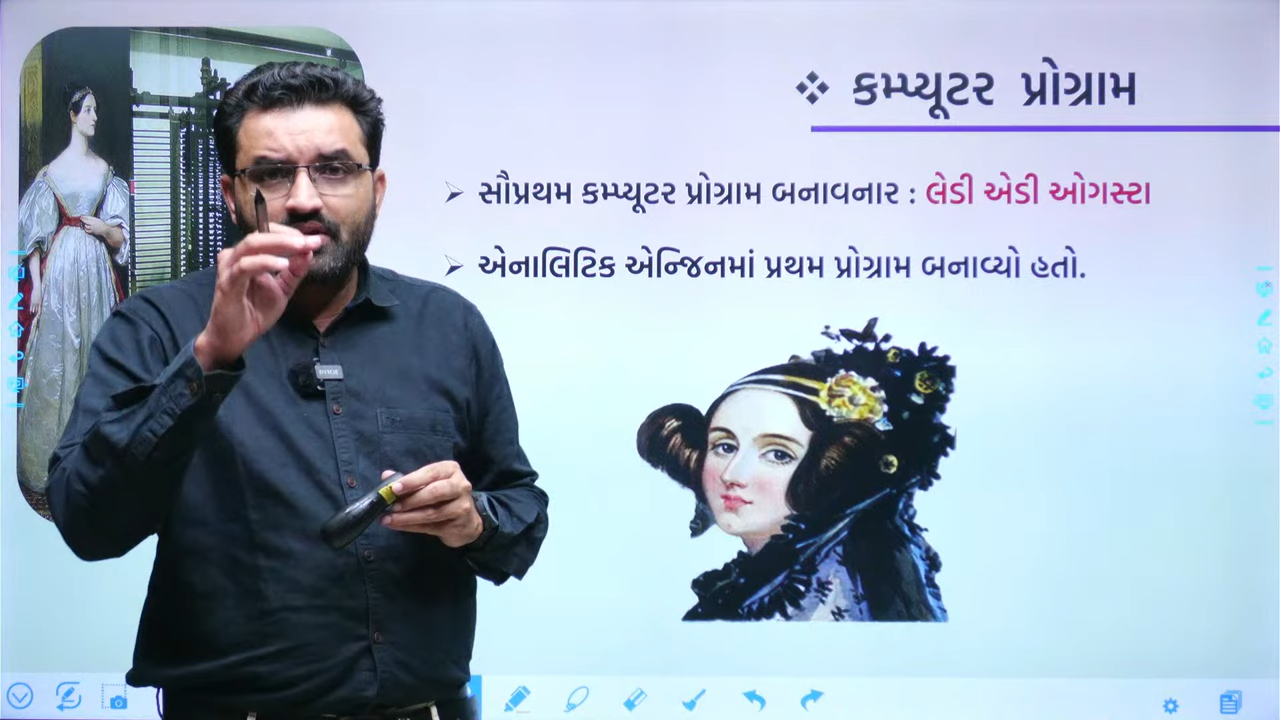 ❖ કમ્પ્યૂટર પ્રોગ્રામ
➢ સૌપ્રથમ કમ્પ્યૂટર પ્રોગ્રામ બનાવનાર : લેડી એડી ઓગસ્ટા
➢ એનાલિટિક એન્જિનમાં પ્રથમ પ્રોગ્રામ બનાવ્યો હતો.